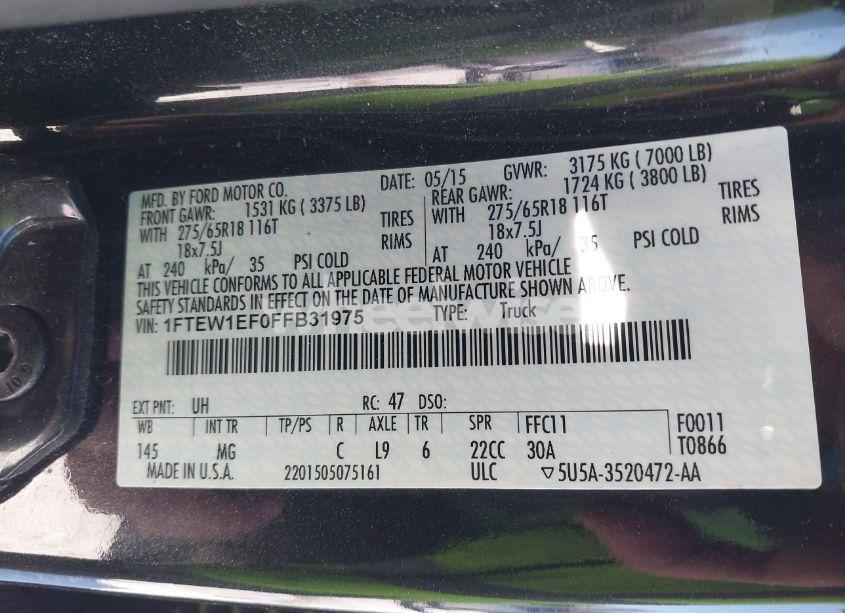 MFD. BY FORD MOTOR CO. DATE: 05/15 GVWR: 3175 KG ( 7000 LB)
FRONT GAWR: 1531 KG ( 3375 LB) REAR GAWR: 1724 KG ( 3800 LB)
WITH 275/65R18 116T TIRES WITH 275/65R18 116T TIRES
18x7.5J RIMS 18x7.5J RIMS
AT 240 kPa/ 35 PSI COLD AT 240 kPa/ 35 PSI COLD
THIS VEHICLE CONFORMS TO ALL APPLICABLE FEDERAL MOTOR VEHICLE
SAFETY STANDARDS IN EFFECT ON THE DATE OF MANUFACTURE SHOWN ABOVE.
VIN: 1FTEW1EF0FFB31975 TYPE: Truck
EXT PNT: UH RC: 47 DSO:
WB INT TR TP/PS R AXLE TR SPR FFC11 F0011
145 MG C L9 6 22CC 30A T0866
MADE IN U.S.A. 2201505075161 ULC ▽5U5A-3520472-AA